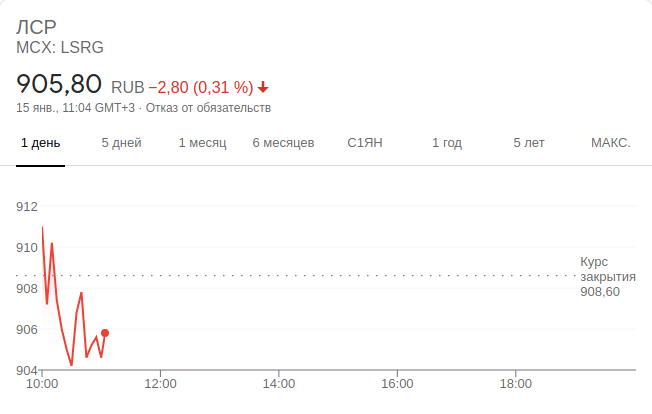 ЛСР
MCX: LSRG
905,80 RUB −2,80 (0,31 %)
15 янв., 11:04 GMT+3 · Отказ от обязательств
1 день 5 дней 1 месяц 6 месяцев С1ЯН 1 год 5 лет МАКС.
912
910
908
906
904
Курс
закрытия
908,60
10:00 12:00 14:00 16:00 18:00